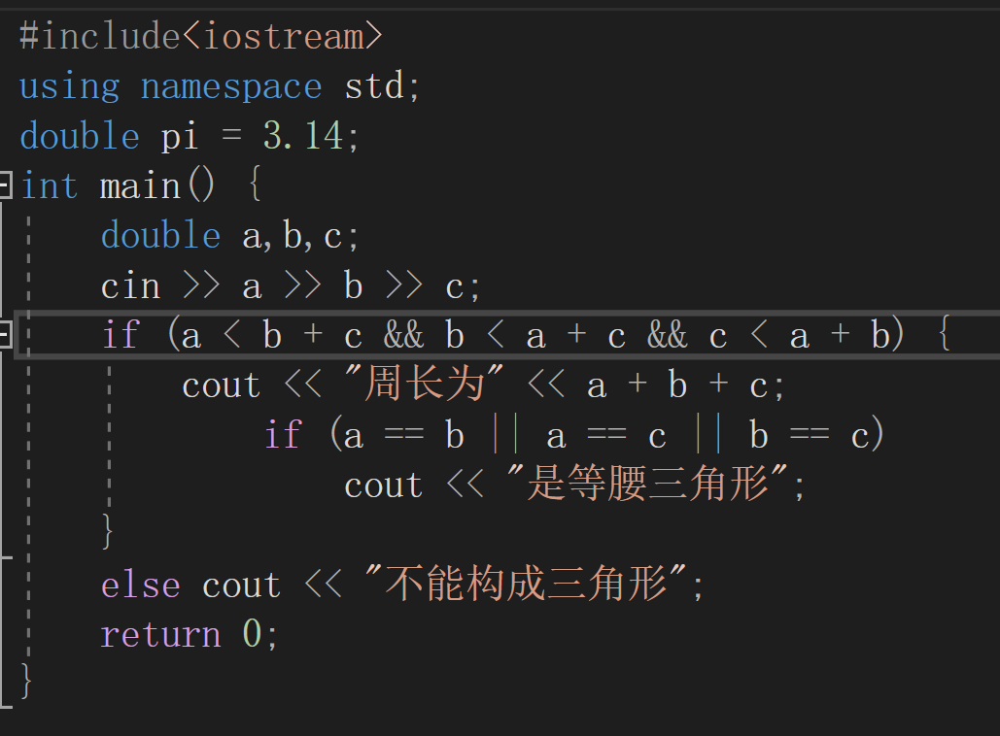 #include<iostream>
using namespace std;
double pi = 3.14;
int main() {
    double a,b,c;
    cin >> a >> b >> c;
    if (a < b + c && b < a + c && c < a + b) {
        cout << "周长为" << a + b + c;
            if (a == b || a == c || b == c)
                cout << "是等腰三角形";
    }
    else cout << "不能构成三角形";
    return 0;
}